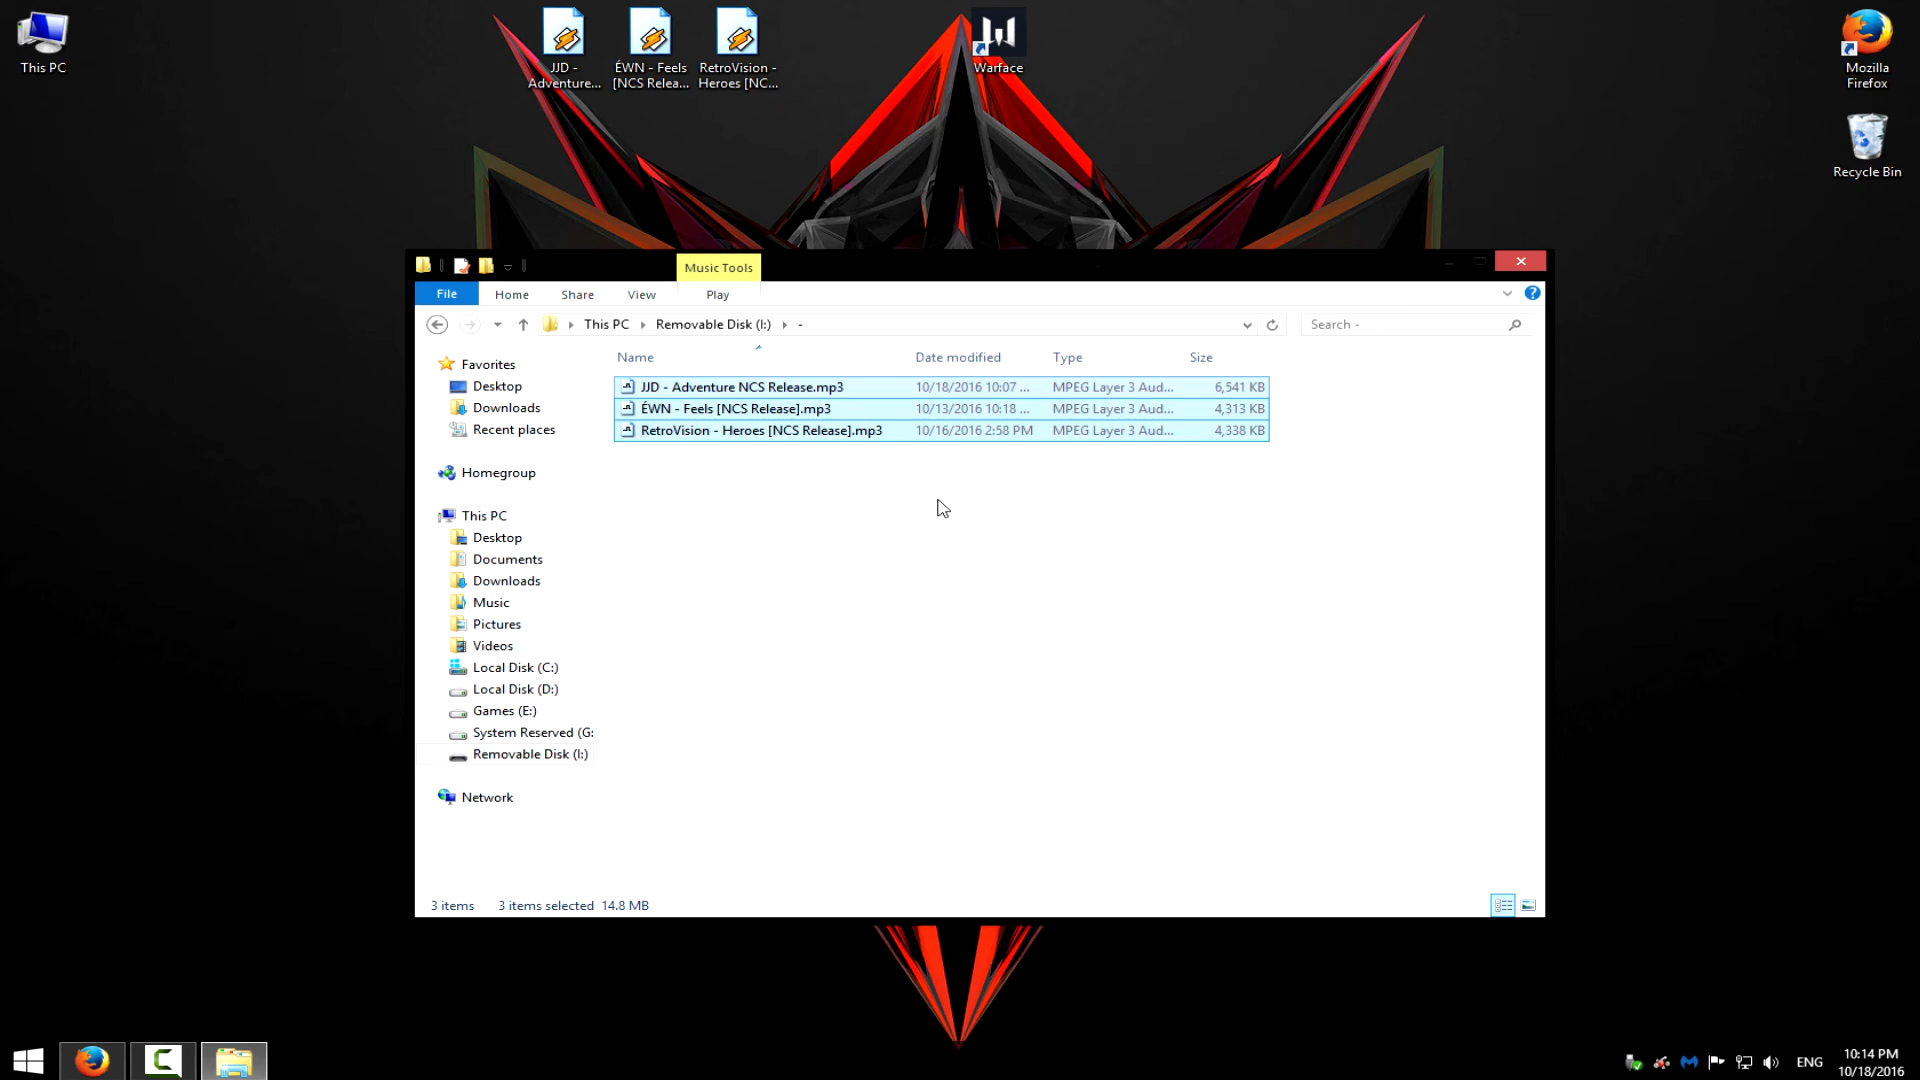 This PC
JJD -
Adventure...
ÉWN - Feels
[NCS Relea...
RetroVision -
Heroes [NC...
Warface
Mozilla
Firefox
Recycle Bin
Music Tools
File Home Share View Play
This PC Removable Disk (I:) -
Search -
Name Date modified Type Size
JJD - Adventure NCS Release.mp3 10/18/2016 10:07 ... MPEG Layer 3 Aud... 6,541 KB
ÉWN - Feels [NCS Release].mp3 10/13/2016 10:18 ... MPEG Layer 3 Aud... 4,313 KB
RetroVision - Heroes [NCS Release].mp3 10/16/2016 2:58 PM MPEG Layer 3 Aud... 4,338 KB
Favorites
Desktop
Downloads
Recent places
Homegroup
This PC
Desktop
Documents
Downloads
Music
Pictures
Videos
Local Disk (C:)
Local Disk (D:)
Games (E:)
System Reserved (G:
Removable Disk (I:)
Network
3 items 3 items selected 14.8 MB
ENG
10:14 PM
10/18/2016